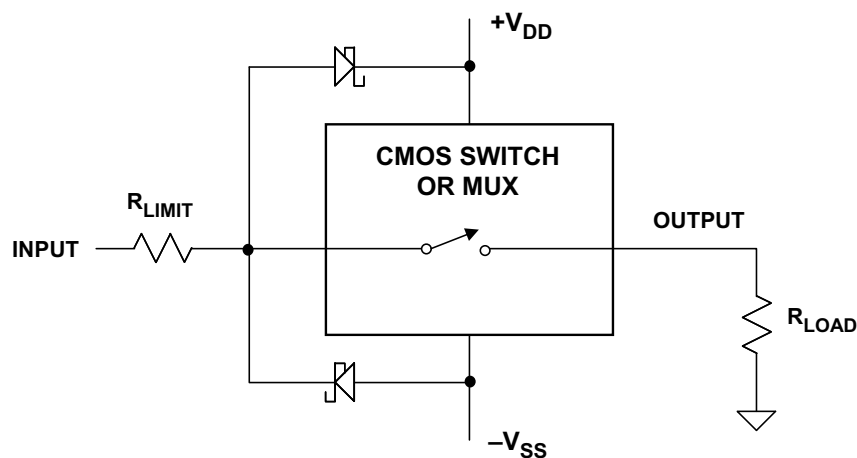 +VDD
CMOS SWITCH
OR MUX
RLIMIT
INPUT
OUTPUT
RLOAD
–VSS